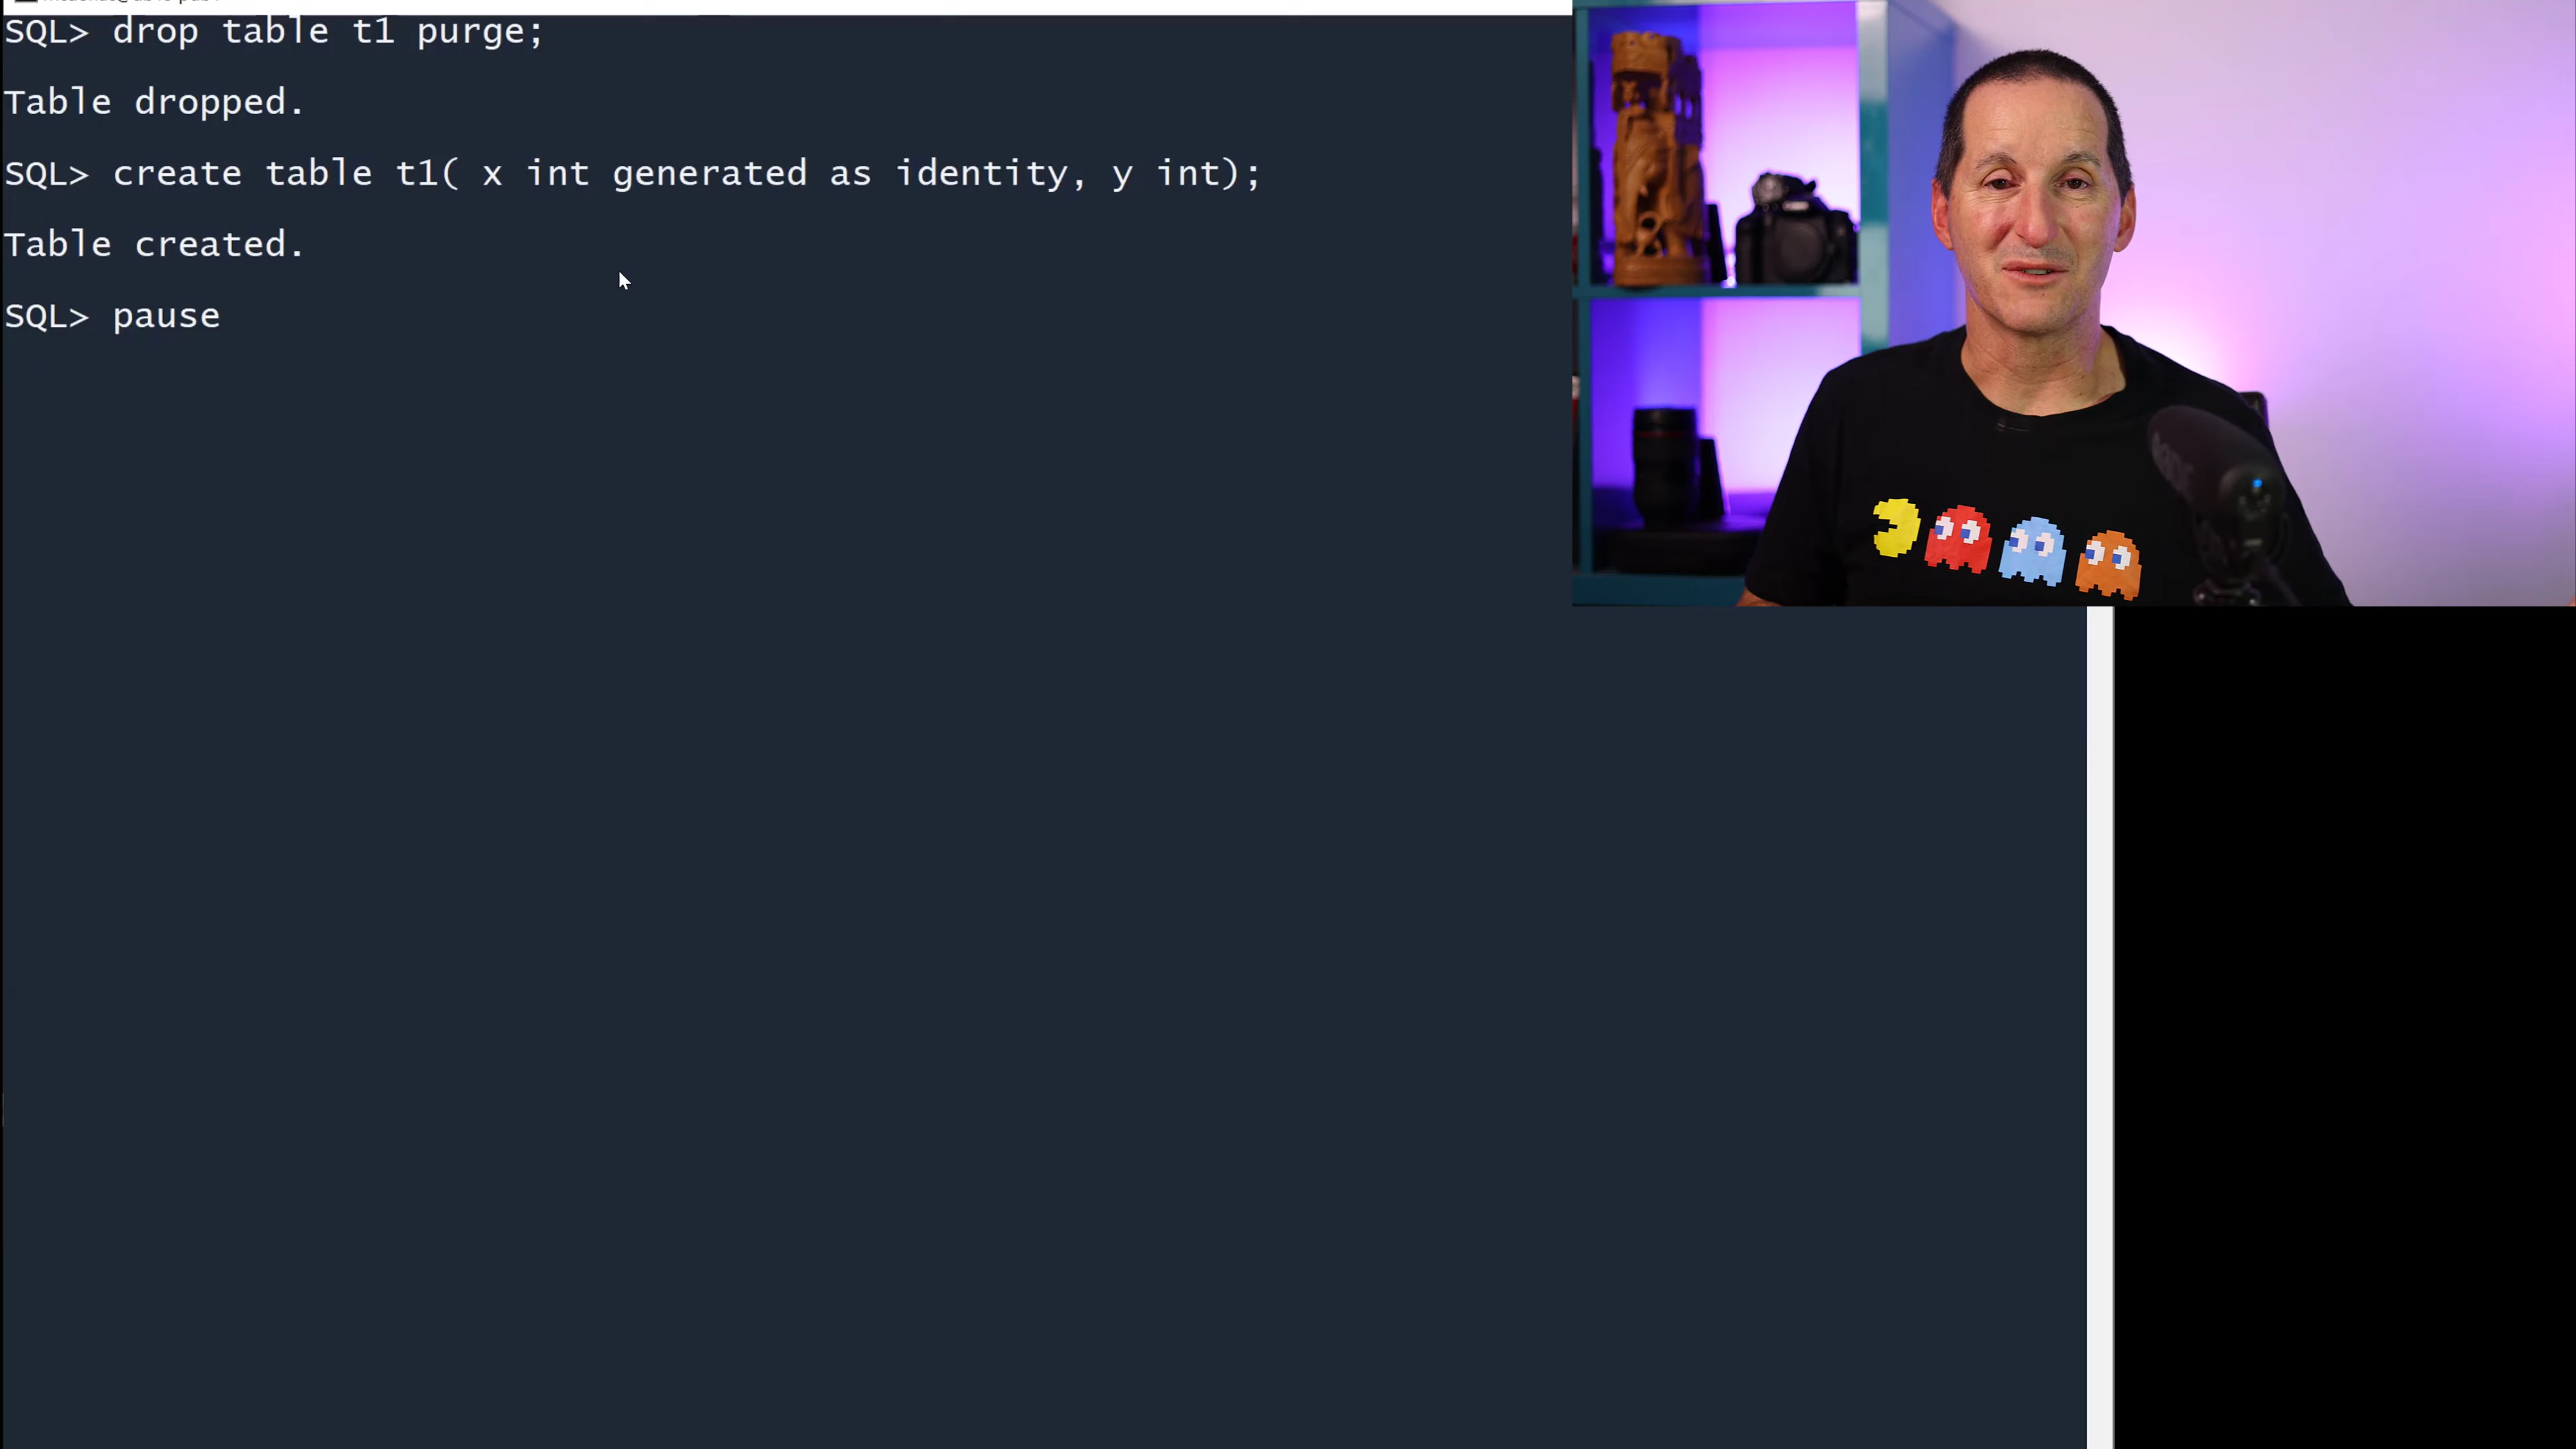 SQL> drop table t1 purge;
Table dropped.
SQL> create table t1( x int generated as identity, y int);
Table created.
SQL> pause